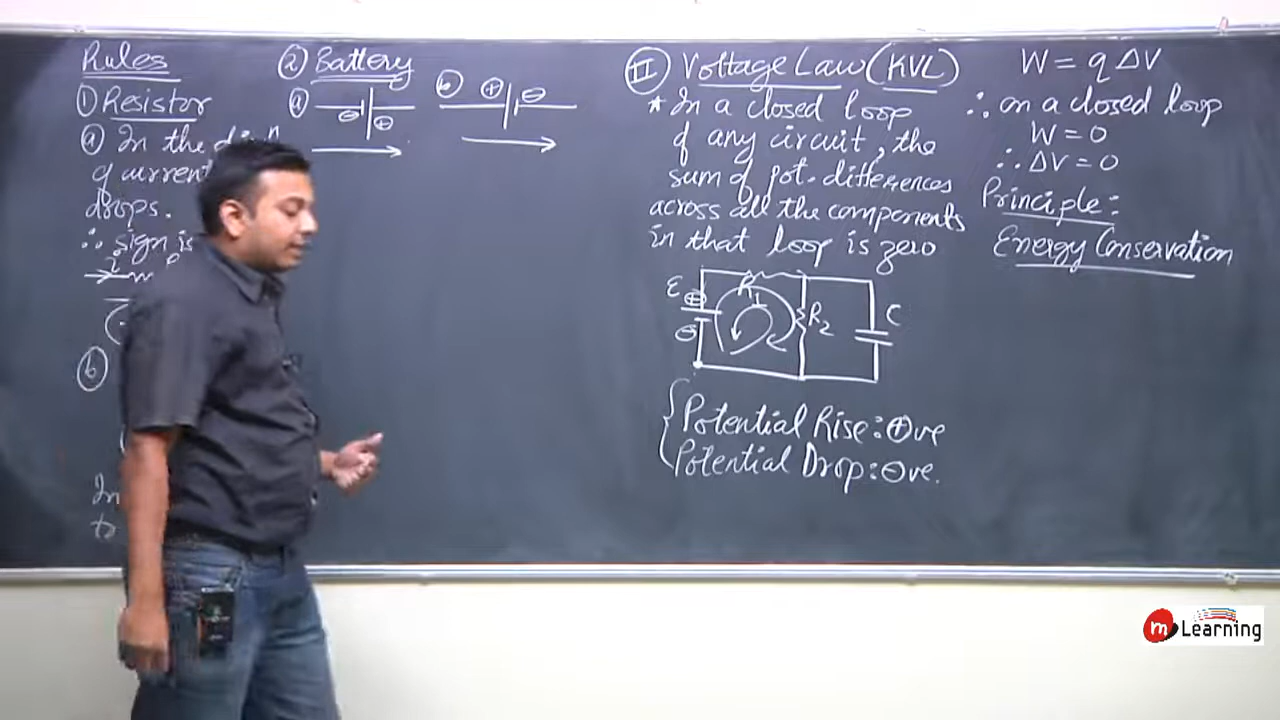 Rules
① Resistor
ⓐ In the
of current
drops.
∴ sign is
i
ⓑ
In
② Battery
ⓐ
⊖
⊕
ⓑ
⊕
⊖
Ⅱ Voltage Law (KVL)
* In a closed loop
of any circuit, the
sum of pot. differences
across all the components
in that loop is zero
ε
⊕
⊖
R1
R2
C
Potential Rise: ⊕ve
Potential Drop: ⊖ve.
W = q ΔV
∴ on a closed loop
W = 0
∴ ΔV = 0
Principle:
Energy Conservation
m Learning